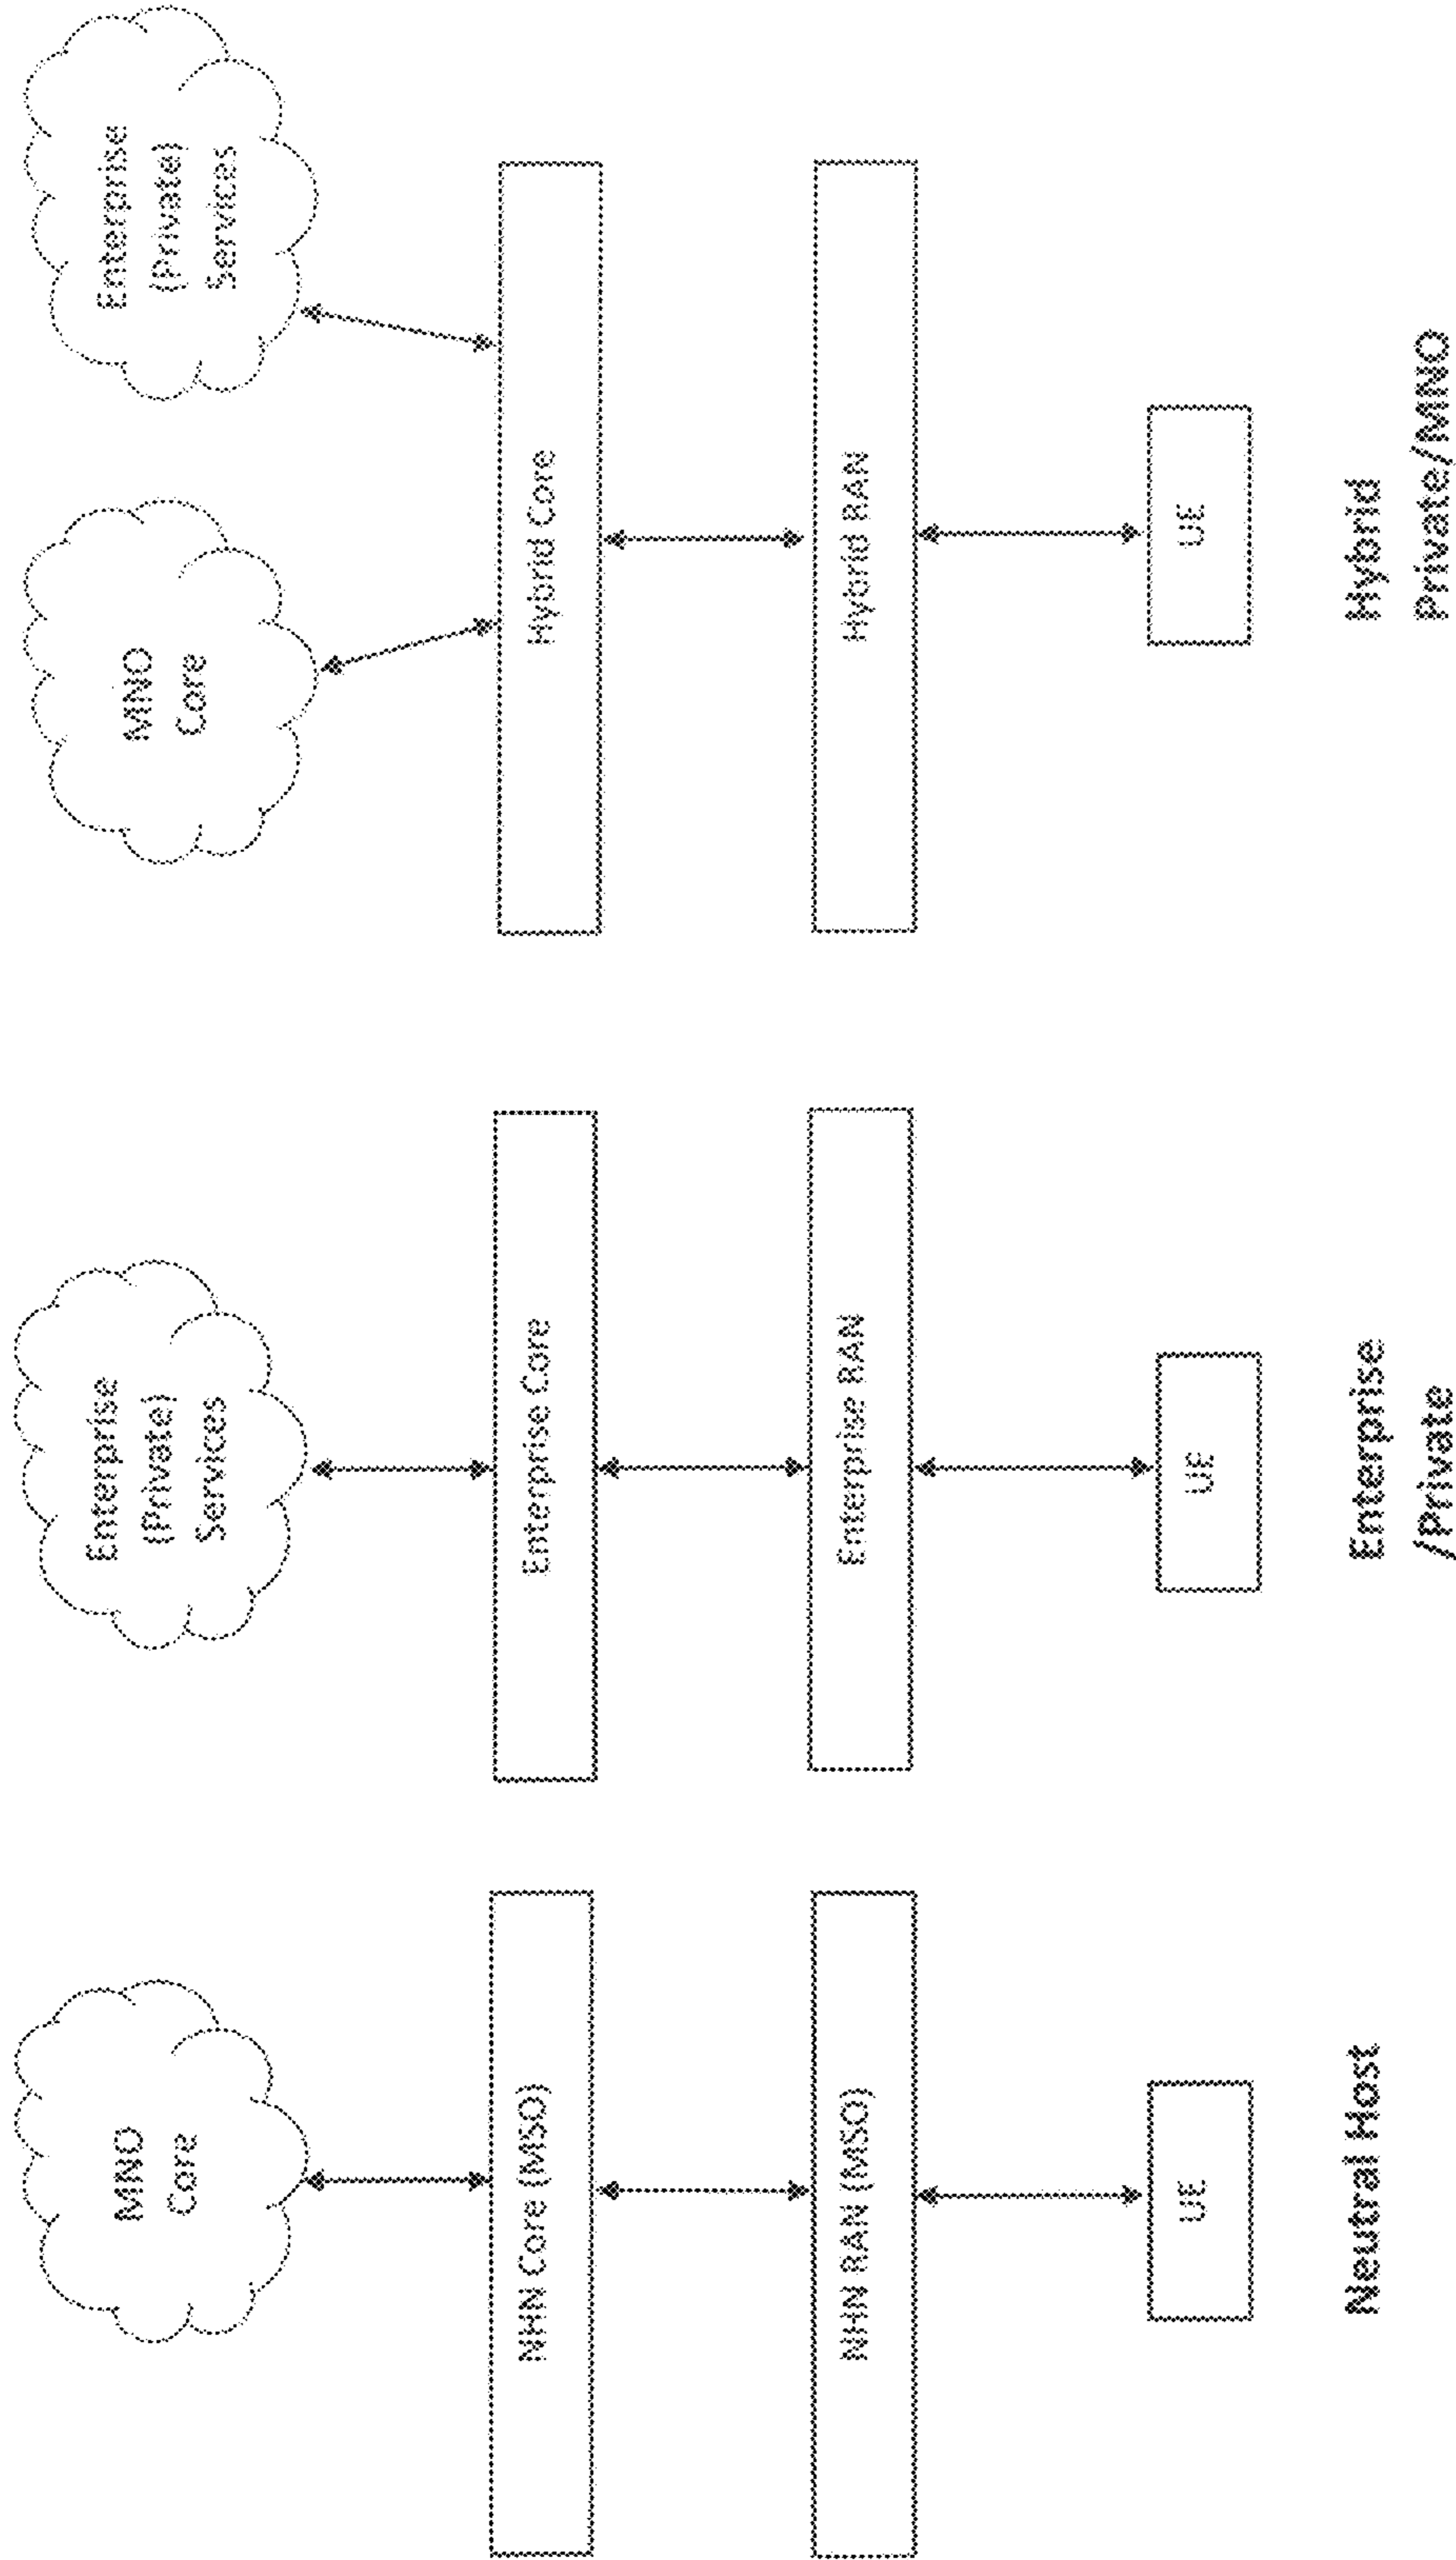 MNO
Core
NHN Core (MSO)
NHN RAN (MSO)
UE
Neutral Host
Enterprise
(Private)
Services
Enterprise Core
Enterprise RAN
UE
Enterprise
/Private
MNO
Core
Enterprise
(Private)
Services
Hybrid Core
Hybrid RAN
UE
Hybrid
Private/MNO